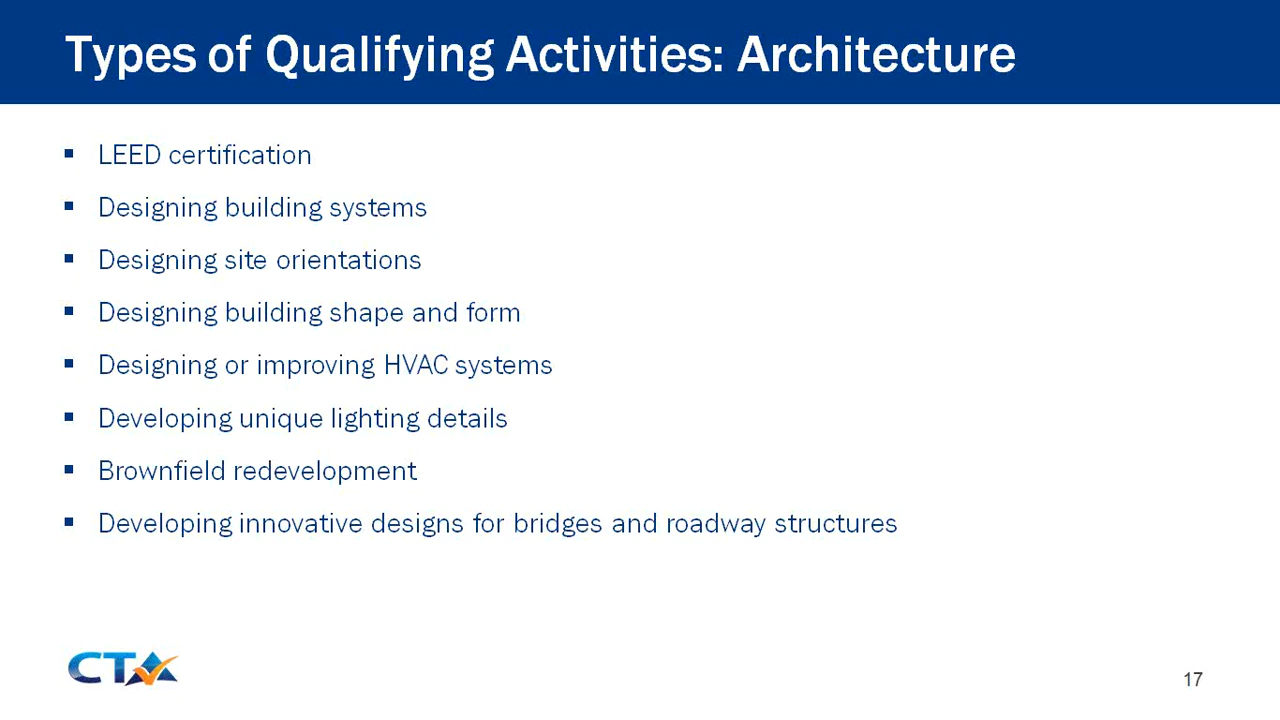 Types of Qualifying Activities: Architecture
▪ LEED certification
▪ Designing building systems
▪ Designing site orientations
▪ Designing building shape and form
▪ Designing or improving HVAC systems
▪ Developing unique lighting details
▪ Brownfield redevelopment
▪ Developing innovative designs for bridges and roadway structures
CTA
17